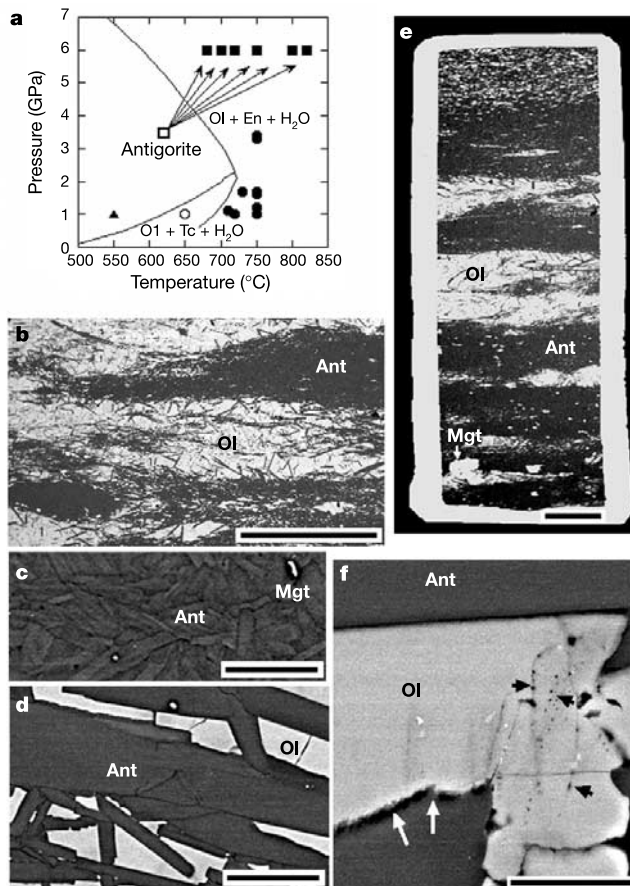 a
Pressure (GPa)
7
6
5
4
3
2
1
0
Ol + En + H₂O
Antigorite
O1 + Tc + H₂O
500 550 600 650 700 750 800 850
Temperature (°C)
b
Ant
Ol
c
Mgt
Ant
d
Ol
Ant
e
Ol
Ant
Mgt
f
Ant
Ol